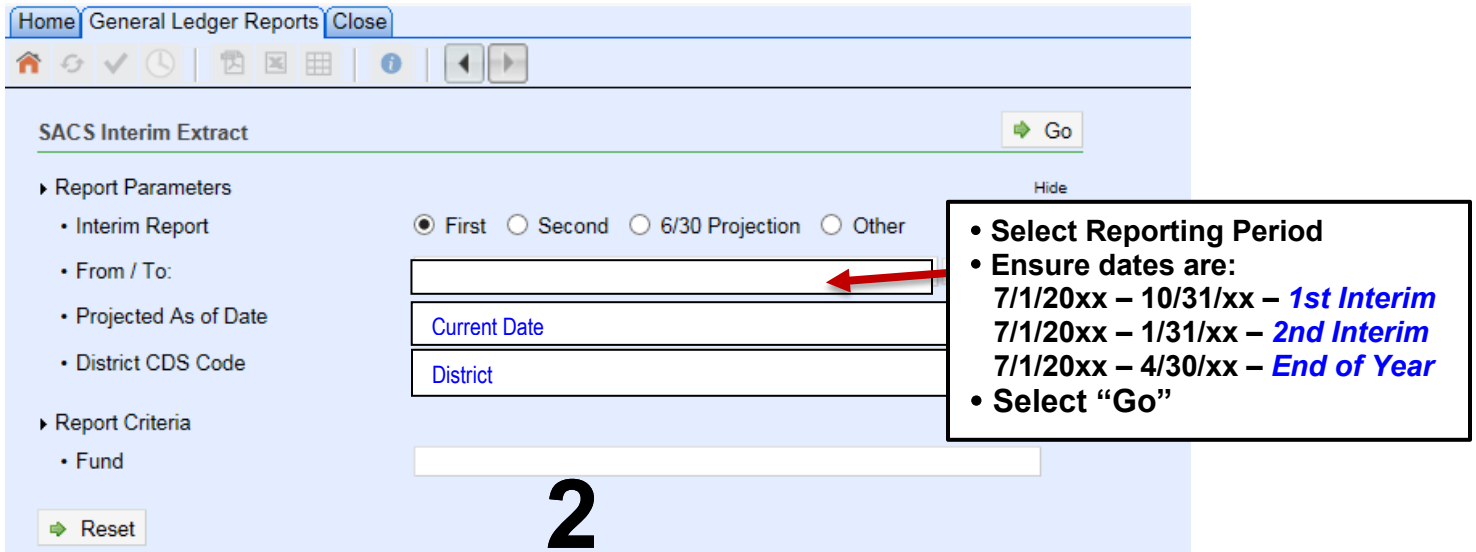 Home General Ledger Reports Close
SACS Interim Extract
Go
Report Parameters
Hide
• Interim Report
First Second 6/30 Projection Other
• From / To:
• Projected As of Date
Current Date
• District CDS Code
District
• Select Reporting Period
• Ensure dates are:
7/1/20xx – 10/31/xx – 1st Interim
7/1/20xx – 1/31/xx – 2nd Interim
7/1/20xx – 4/30/xx – End of Year
• Select “Go”
Report Criteria
• Fund
2
Reset